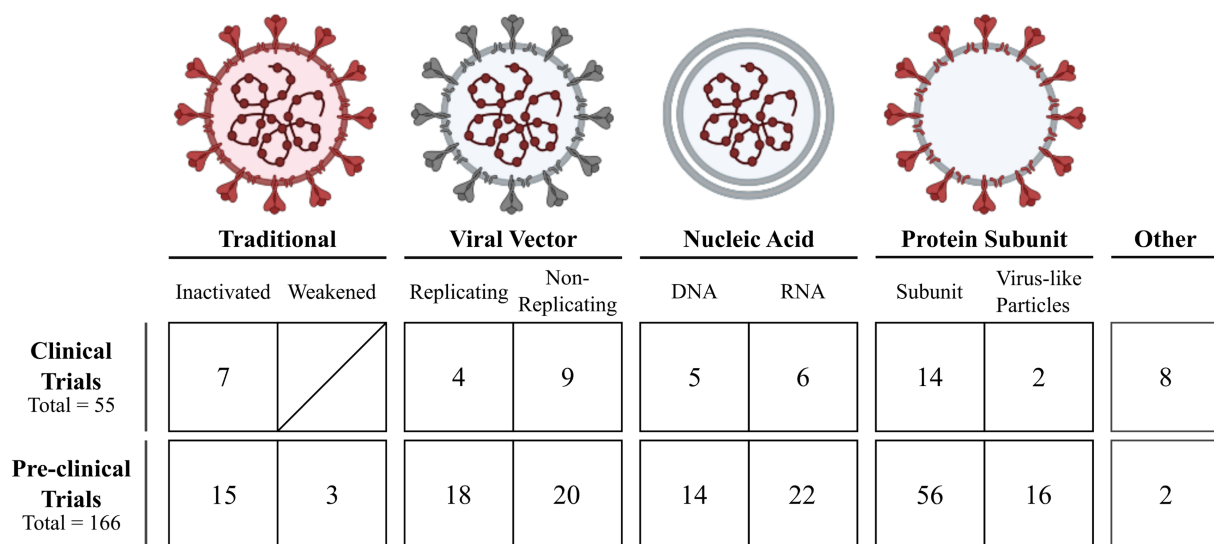 Traditional Viral Vector Nucleic Acid Protein Subunit Other
Inactivated Weakened Replicating Non-
Replicating DNA RNA Subunit Virus-like
Particles
Clinical
Trials
Total = 55
7 4 9 5 6 14 2 8
Pre-clinical
Trials
Total = 166
15 3 18 20 14 22 56 16 2